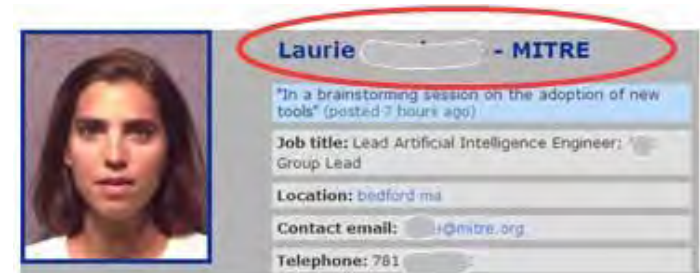 Laurie - MITRE
"In a brainstorming session on the adoption of new
tools" (posted 7 hours ago)
Job title: Lead Artificial Intelligence Engineer;
Group Lead
Location: bedford ma
Contact email: @mitre.org
Telephone: 781